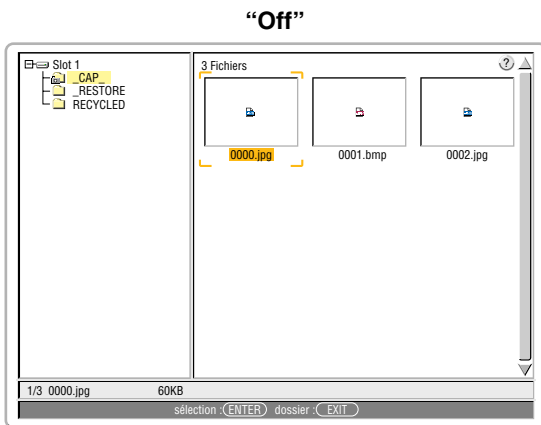 “Off”
Slot 1
_CAP_
_RESTORE
RECYCLED
3 Fichiers
?
0000.jpg
0001.bmp
0002.jpg
1/3 0000.jpg 60KB
sélection :ENTER dossier : EXIT